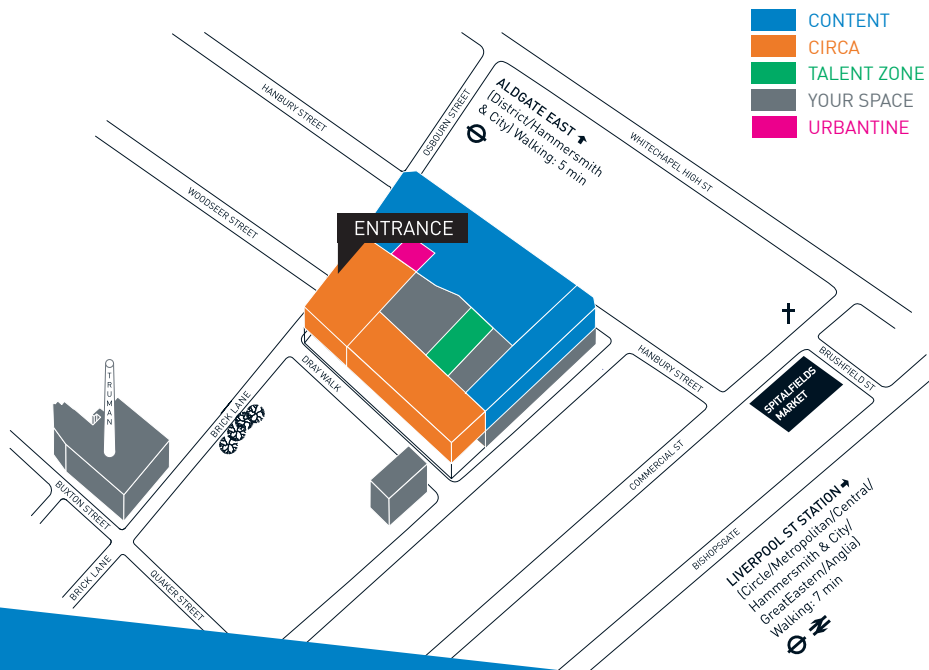 CONTENT
CIRCA
TALENT ZONE
YOUR SPACE
URBANTINE
HANBURY STREET
OSBOURN STREET
ALDGATE EAST
(District/Hammersmith
& City) Walking: 5 min
WHITECHAPEL HIGH ST
WOODSEER STREET
ENTRANCE
HANBURY STREET
BRUSHFIELD ST
SPITALFIELDS
MARKET
DRAY WALK
BRICK LANE
TRUMAN
COMMERCIAL ST
BUXTON STREET
BISHOPSGATE
LIVERPOOL ST STATION
(Circle/Metropolitan/Central/
Hammersmith & City/
GreatEastern/Anglia)
Walking: 7 min
BRICK LANE
QUAKER STREET